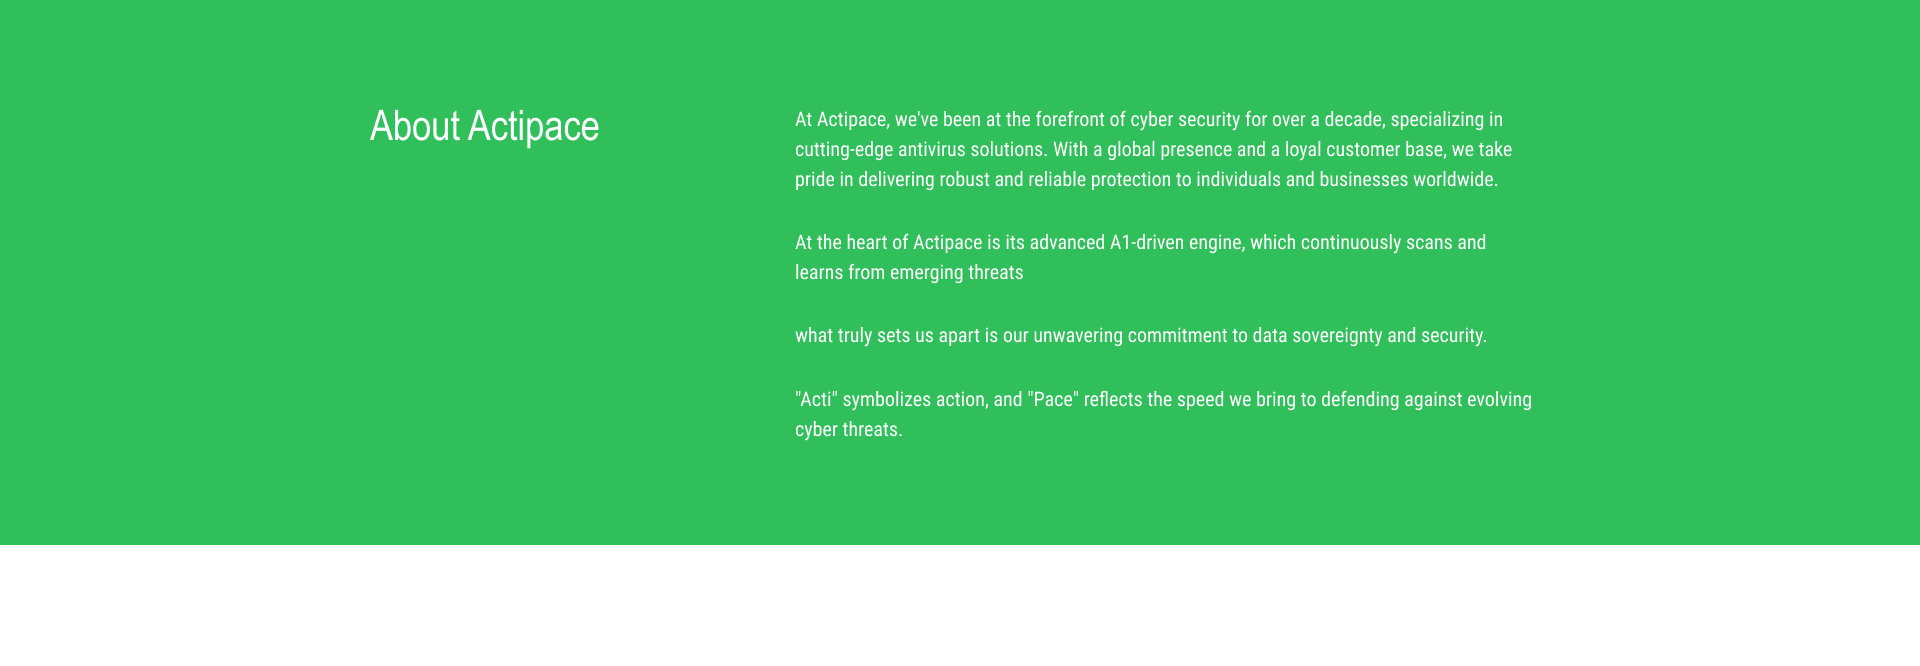 About Actipace
At Actipace, we've been at the forefront of cyber security for over a decade, specializing in
cutting-edge antivirus solutions. With a global presence and a loyal customer base, we take
pride in delivering robust and reliable protection to individuals and businesses worldwide.
At the heart of Actipace is its advanced A1-driven engine, which continuously scans and
learns from emerging threats
what truly sets us apart is our unwavering commitment to data sovereignty and security.
"Acti" symbolizes action, and "Pace" reflects the speed we bring to defending against evolving
cyber threats.